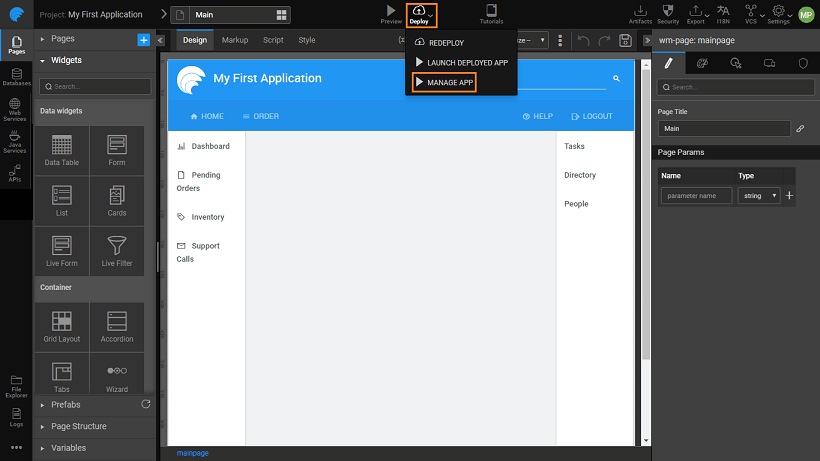 Project: My First Application
Main
Preview
Deploy
Tutorials
Artifacts
Security
Export
I18N
VCS
Settings
MP
Pages
Databases
Web
Services
Java
Services
APIs
File
Explorer
Logs
Pages
Widgets
Search...
Data widgets
Data Table
Form
List
Cards
Live Form
Live Filter
Container
Grid Layout
Accordion
Tabs
Wizard
Prefabs
Page Structure
Variables
Design
Markup
Script
Style
REDEPLOY
LAUNCH DEPLOYED APP
MANAGE APP
My First Application
HOME
ORDER
HELP
LOGOUT
Dashboard
Pending
Orders
Inventory
Support
Calls
Tasks
Directory
People
mainpage
wm-page: mainpage
Search...
Page Title
Main
Page Params
Name
Type
parameter name
string